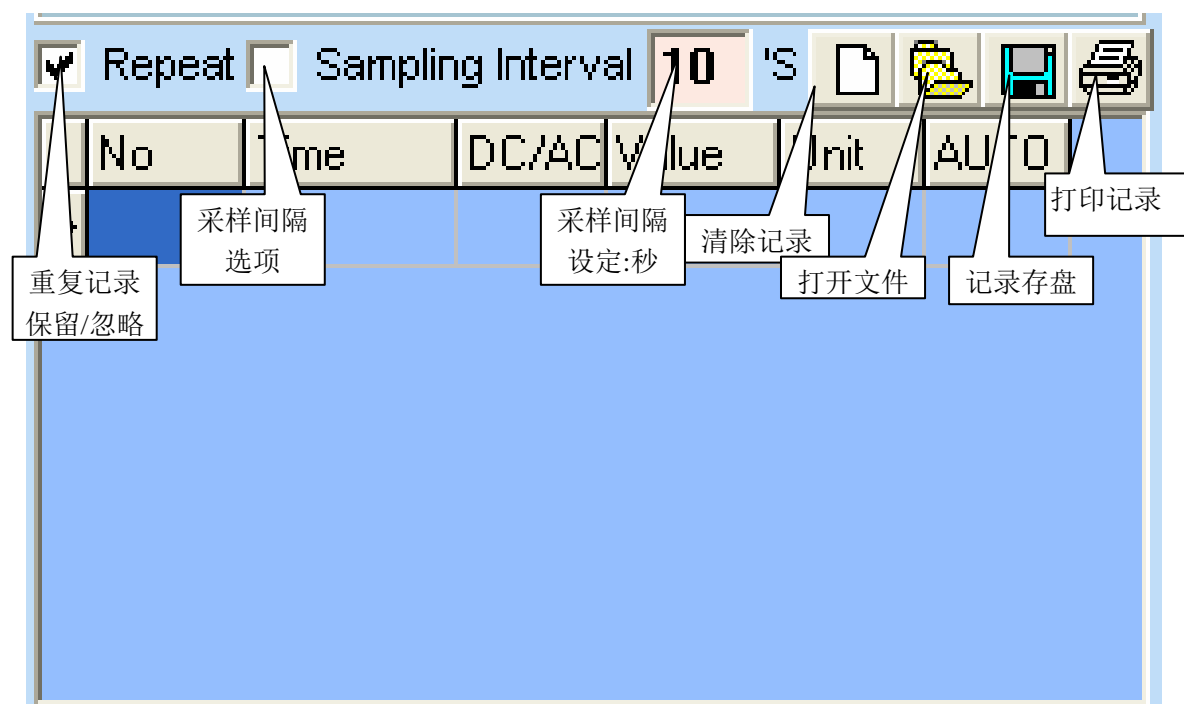 Repeat Sampling Interval 10 'S
No Time DC/AC Value Unit AUTO
打印记录
采样间隔
选项
采样间隔
设定:秒
清除记录
重复记录
保留/忽略
打开文件
记录存盘